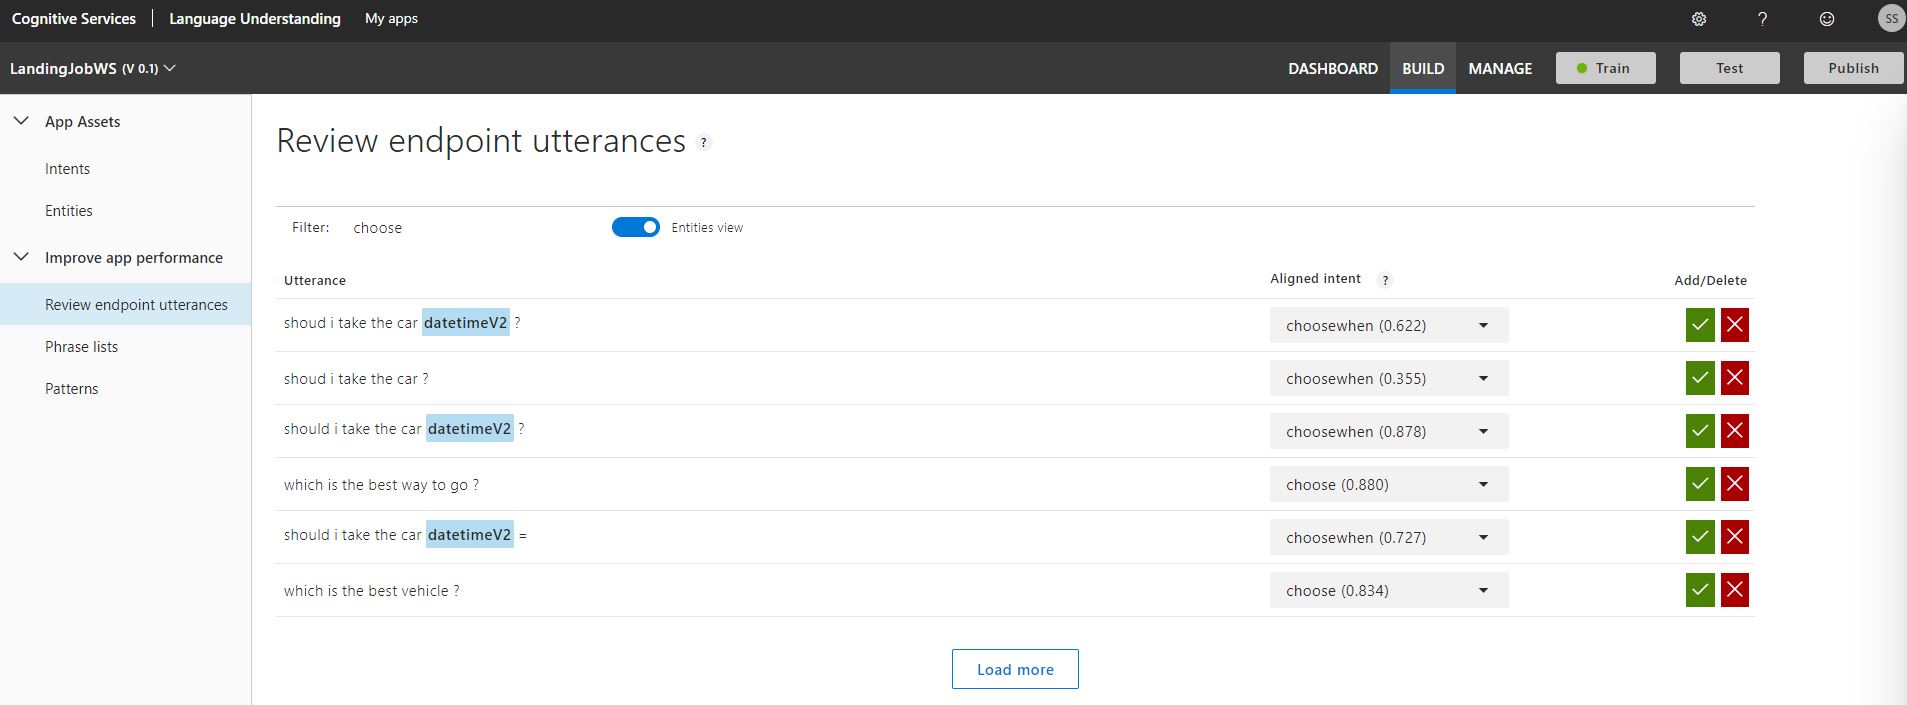 Cognitive Services | Language Understanding My apps ? SS
LandingJobWS (V 0.1) DASHBOARD BUILD MANAGE Train Test Publish
App Assets
Intents
Entities
Improve app performance
Review endpoint utterances
Phrase lists
Patterns
Review endpoint utterances ?
Filter: choose Entities view
Utterance Aligned intent ? Add/Delete
shoud i take the car datetimeV2 ? choosewhen (0.622)
shoud i take the car ? choosewhen (0.355)
should i take the car datetimeV2 ? choosewhen (0.878)
which is the best way to go ? choose (0.880)
should i take the car datetimeV2 = choosewhen (0.727)
which is the best vehicle ? choose (0.834)
Load more